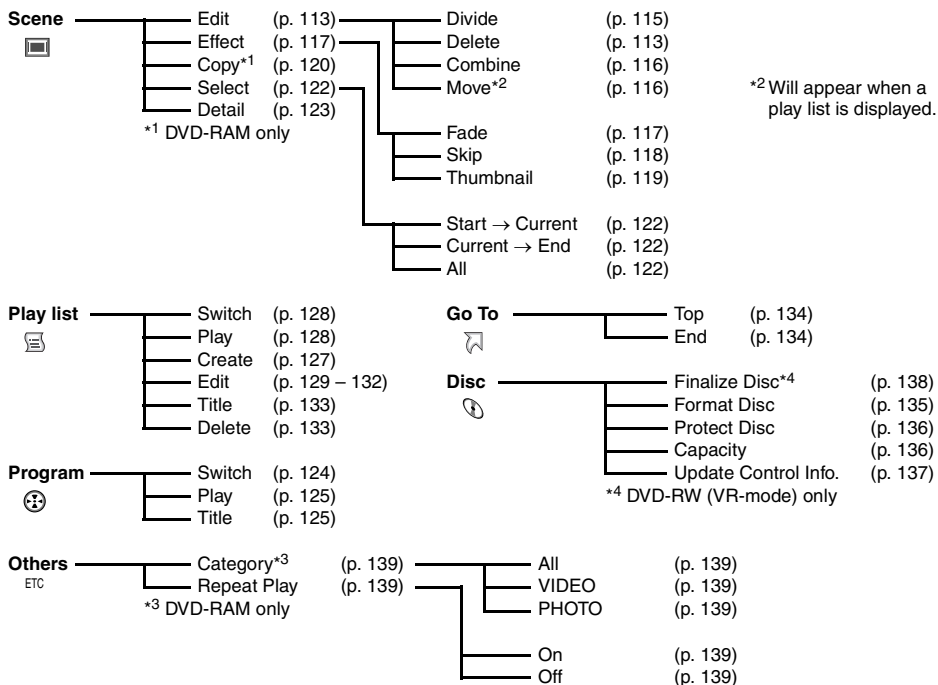 Scene Edit (p. 113) Divide (p. 115)
Effect (p. 117) Delete (p. 113)
Copy*1 (p. 120) Combine (p. 116)
Select (p. 122) Move*2 (p. 116) *2 Will appear when a
Detail (p. 123) play list is displayed.
*1 DVD-RAM only Fade (p. 117)
Skip (p. 118)
Thumbnail (p. 119)
Start → Current (p. 122)
Current → End (p. 122)
All (p. 122)
Play list Switch (p. 128)
Play (p. 128)
Create (p. 127)
Edit (p. 129 – 132)
Title (p. 133)
Delete (p. 133)
Go To Top (p. 134)
End (p. 134)
Disc Finalize Disc*4 (p. 138)
Format Disc (p. 135)
Protect Disc (p. 136)
Capacity (p. 136)
Update Control Info. (p. 137)
*4 DVD-RW (VR-mode) only
Program Switch (p. 124)
Play (p. 125)
Title (p. 125)
Others Category*3 (p. 139) All (p. 139)
ETC Repeat Play (p. 139) VIDEO (p. 139)
*3 DVD-RAM only PHOTO (p. 139)
On (p. 139)
Off (p. 139)